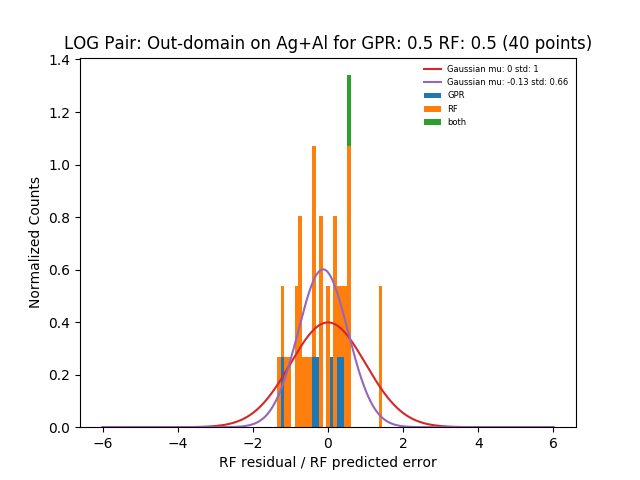 LOG Pair: Out-domain on Ag+Al for GPR: 0.5 RF: 0.5 (40 points)
Gaussian mu: 0 std: 1
Gaussian mu: -0.13 std: 0.66
GPR
RF
both
1.4
1.2
1.0
0.8
0.6
0.4
0.2
0.0
Normalized Counts
−6 −4 −2 0 2 4 6
RF residual / RF predicted error